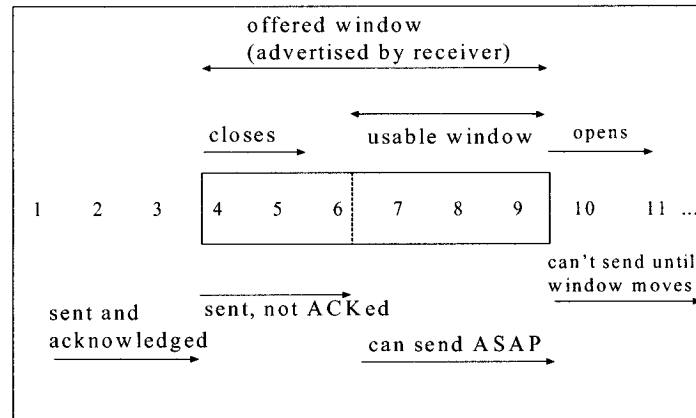 offered window
(advertised by receiver)
closes
usable window
opens
1 2 3 4 5 6 7 8 9 10 11 ...
can't send until
window moves
sent and
acknowledged
sent, not ACKed
can send ASAP